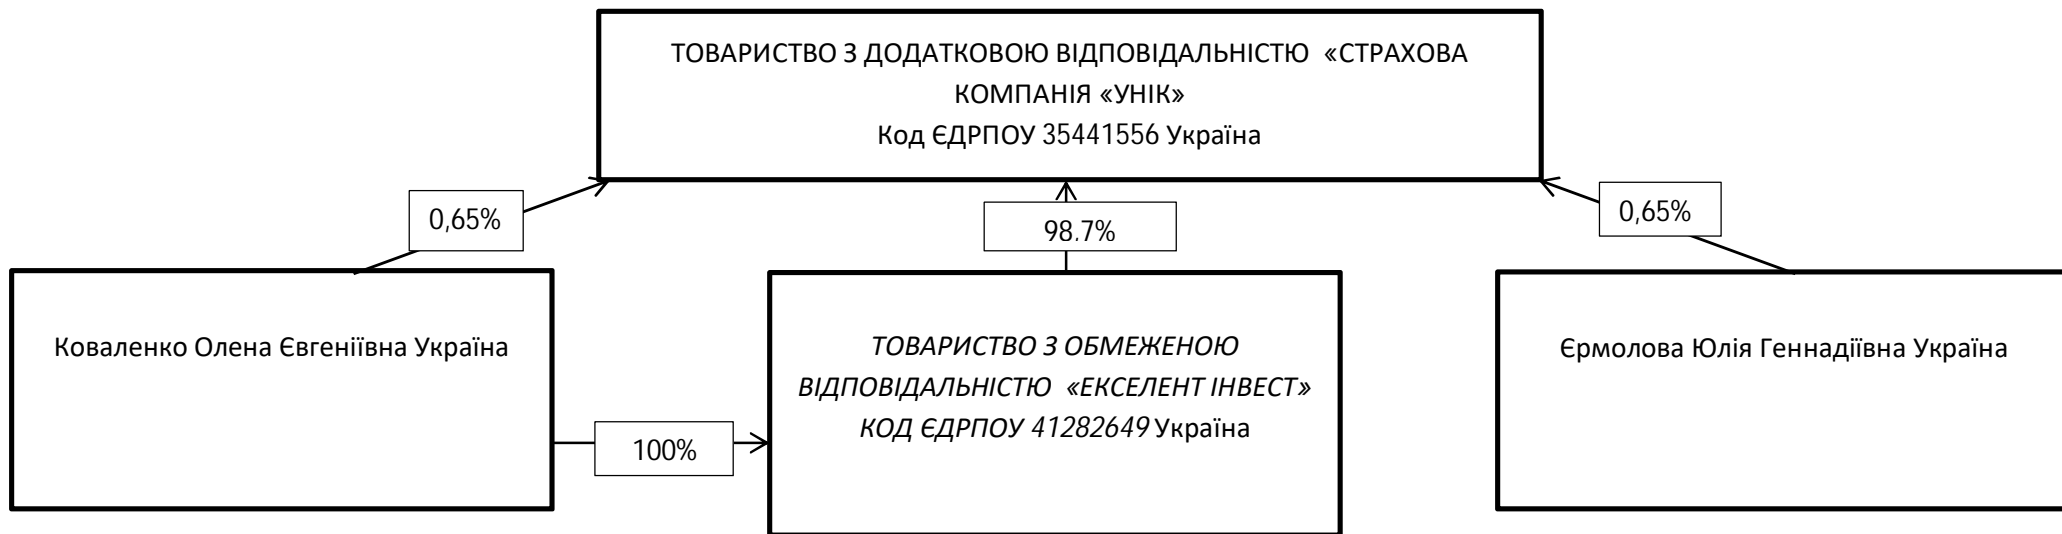 ТОВАРИСТВО З ДОДАТКОВОЮ ВІДПОВІДАЛЬНІСТЮ «СТРАХОВА
КОМПАНІЯ «УНІК»
Код ЄДРПОУ 35441556 Україна
0,65%
98.7%
0,65%
Коваленко Олена Євгеніївна Україна
ТОВАРИСТВО З ОБМЕЖЕНОЮ
ВІДПОВІДАЛЬНІСТЮ «ЕКСЕЛЕНТ ІНВЕСТ»
КОД ЄДРПОУ 41282649 Україна
Єрмолова Юлія Геннадіївна Україна
100%